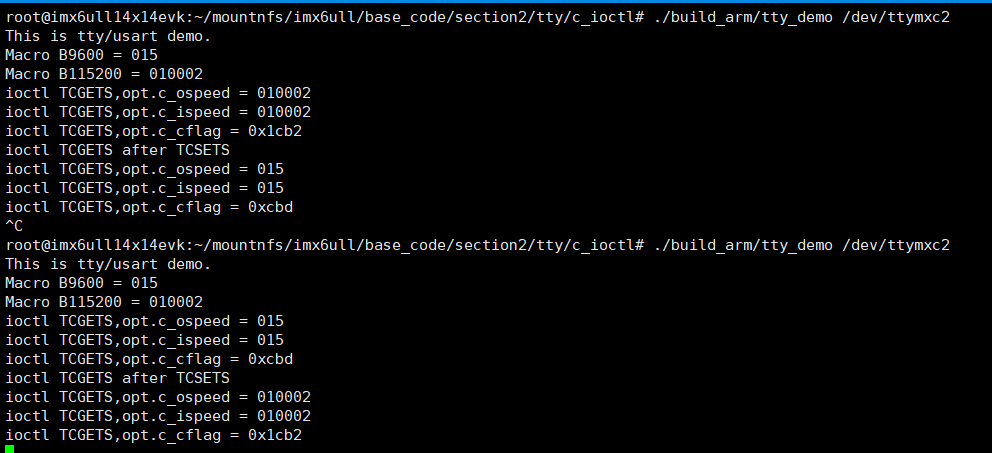 root@imx6ull14x14evk:~/mountnfs/imx6ull/base_code/section2/tty/c_ioctl# ./build_arm/tty_demo /dev/ttymxc2
This is tty/usart demo.
Macro B9600 = 015
Macro B115200 = 010002
ioctl TCGETS,opt.c_ospeed = 010002
ioctl TCGETS,opt.c_ispeed = 010002
ioctl TCGETS,opt.c_cflag = 0x1cb2
ioctl TCGETS after TCSETS
ioctl TCGETS,opt.c_ospeed = 015
ioctl TCGETS,opt.c_ispeed = 015
ioctl TCGETS,opt.c_cflag = 0xcbd
^C
root@imx6ull14x14evk:~/mountnfs/imx6ull/base_code/section2/tty/c_ioctl# ./build_arm/tty_demo /dev/ttymxc2
This is tty/usart demo.
Macro B9600 = 015
Macro B115200 = 010002
ioctl TCGETS,opt.c_ospeed = 015
ioctl TCGETS,opt.c_ispeed = 015
ioctl TCGETS,opt.c_cflag = 0xcbd
ioctl TCGETS after TCSETS
ioctl TCGETS,opt.c_ospeed = 010002
ioctl TCGETS,opt.c_ispeed = 010002
ioctl TCGETS,opt.c_cflag = 0x1cb2